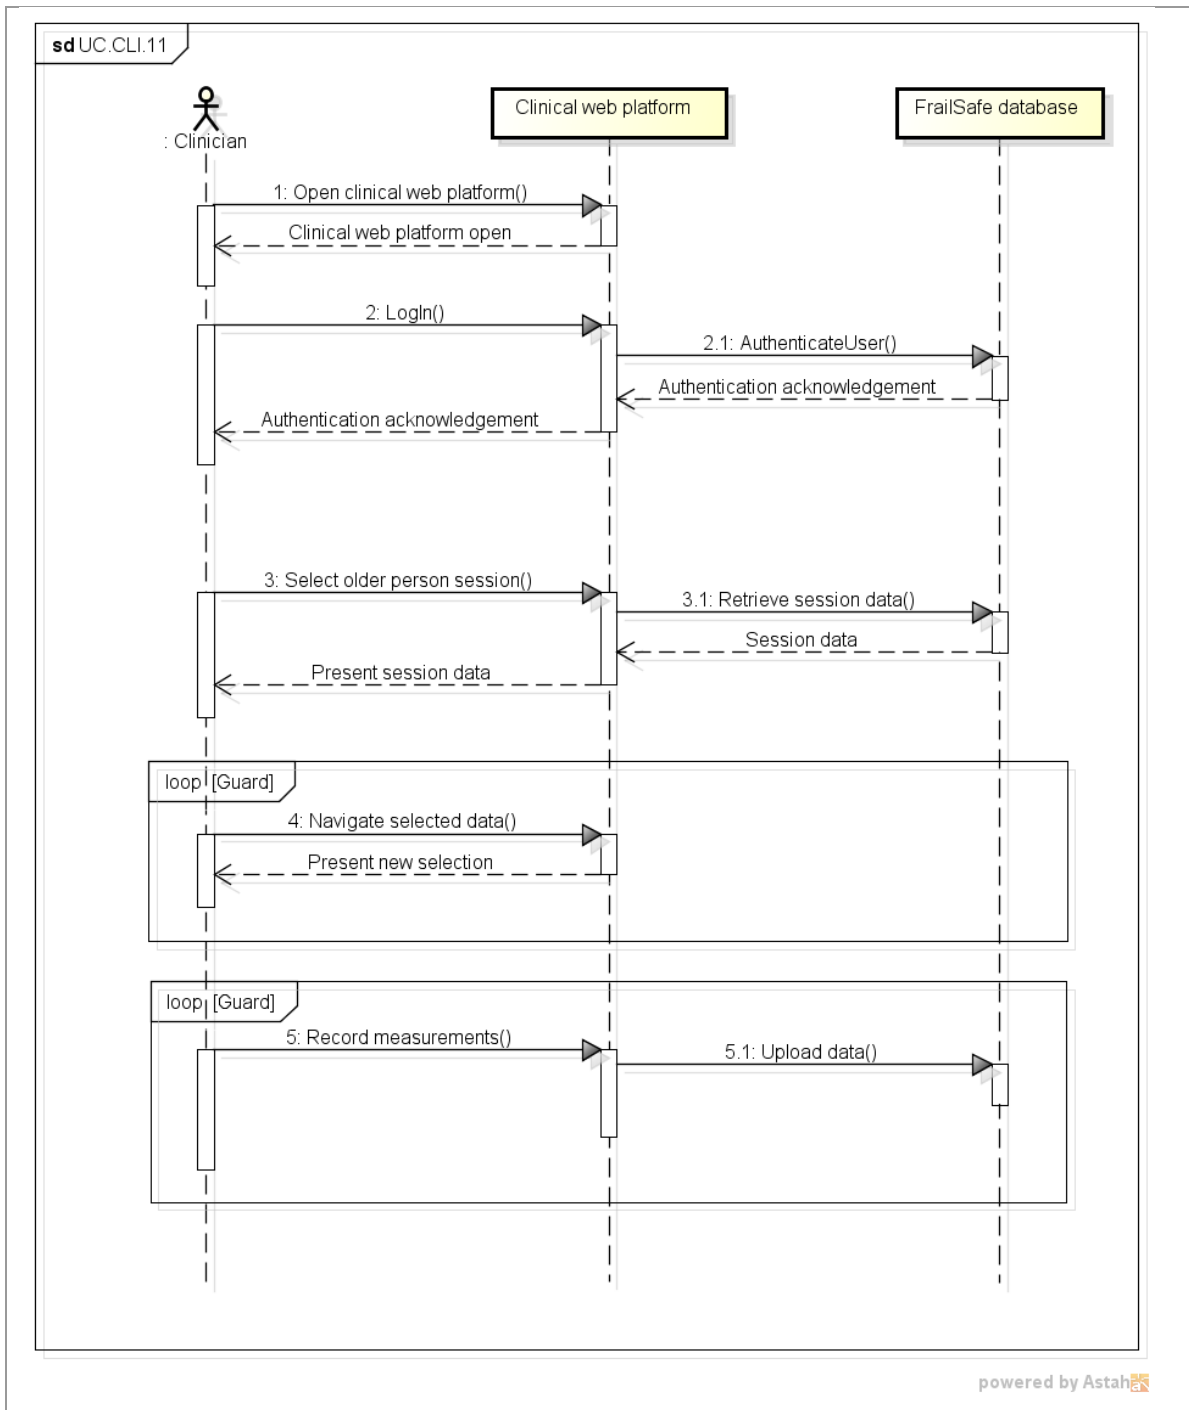 sd UC.CLI.11
Clinical web platform
FrailSafe database
: Clinician
1: Open clinical web platform()
Clinical web platform open
2: LogIn()
2.1: AuthenticateUser()
Authentication acknowledgement
Authentication acknowledgement
3: Select older person session()
3.1: Retrieve session data()
Session data
Present session data
loop [Guard]
4: Navigate selected data()
Present new selection
loop [Guard]
5: Record measurements()
5.1: Upload data()
powered by Astah